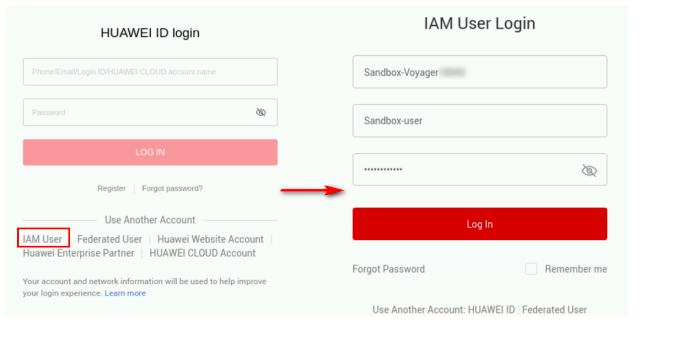 HUAWEI ID login
Phone/Email/Login ID/HUAWEI CLOUD account name
Password
LOG IN
Register | Forgot password?
Use Another Account
IAM User | Federated User | Huawei Website Account |
Huawei Enterprise Partner | HUAWEI CLOUD Account
Your account and network information will be used to help improve
your login experience. Learn more
IAM User Login
Sandbox-Voyager
Sandbox-user
••••••••••••
Log In
Forgot Password
Remember me
Use Another Account: HUAWEI ID | Federated User